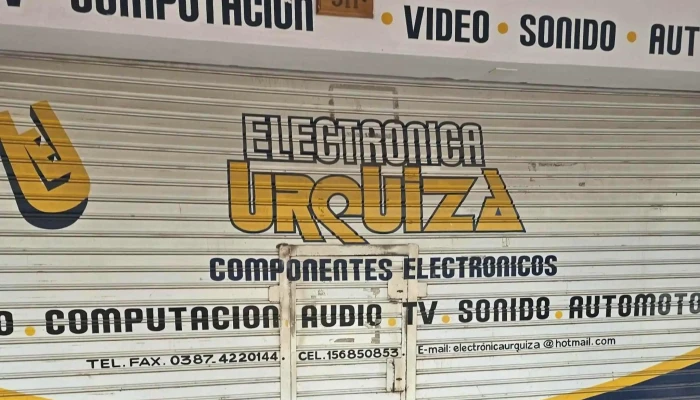 COMPUTACION
• VIDEO • SONIDO • AUT
ELECTRONICA
URQUIZA
COMPONENTES ELECTRONICOS
O . COMPUTACION AUDIO . TV . SONIDO . AUTOMOTO
TEL. FAX. 0387-4220144. CEL.156850853. E-mail: electrónicaurquiza @hotmail.com